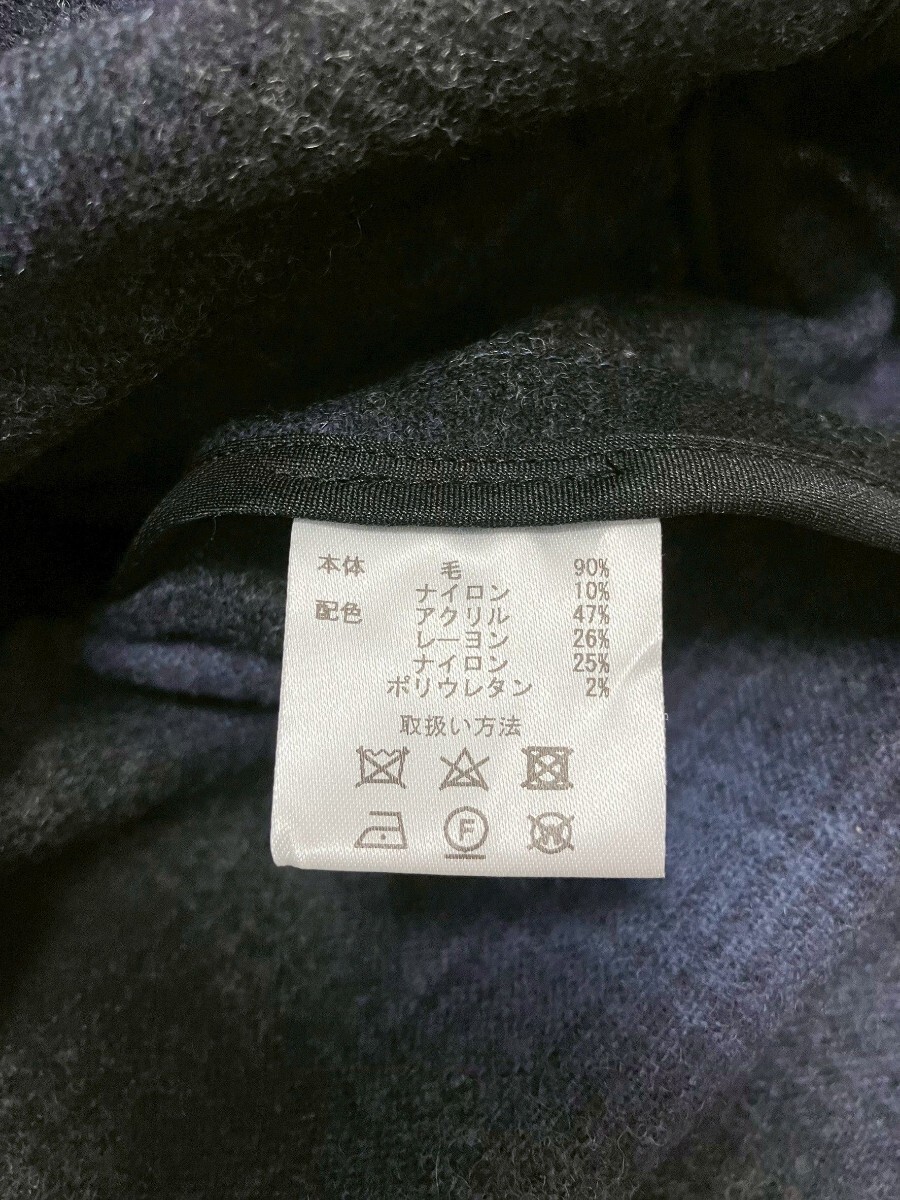 本体 毛 90%
ナイロン 10%
配色 アクリル 47%
レーヨン 26%
ナイロン 25%
ポリウレタン 2%
取扱い方法
F W